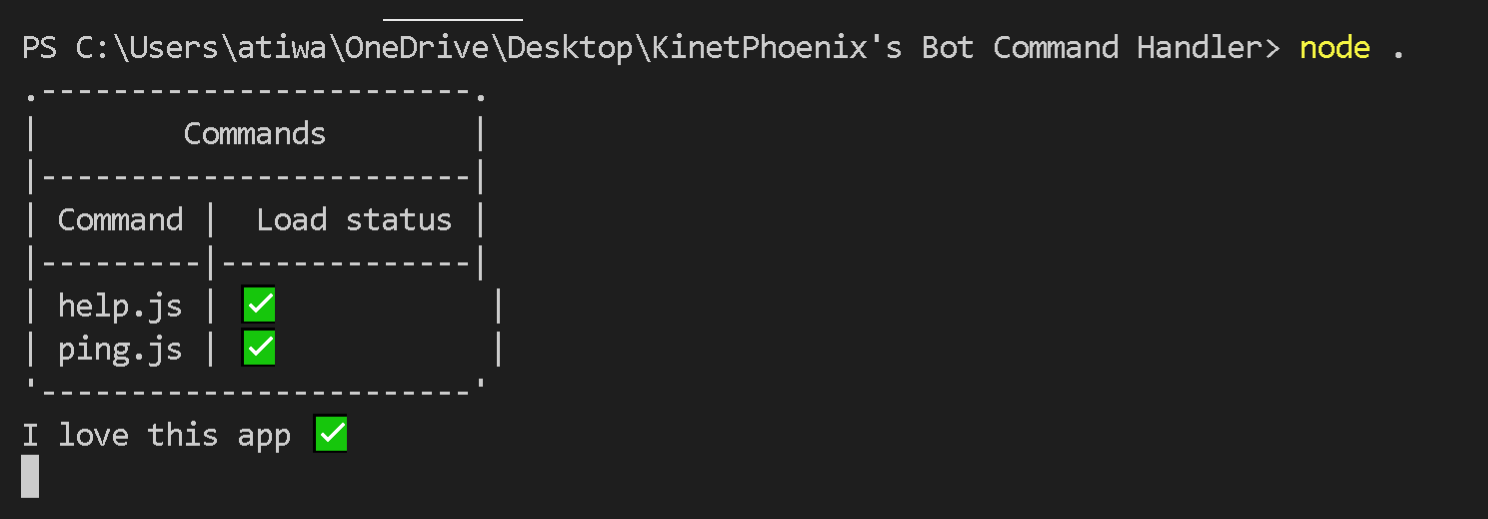 PS C:\Users\atiwa\OneDrive\Desktop\KinetPhoenix's Bot Command Handler> node .
.------------------------.
|        Commands        |
|------------------------|
| Command |  Load status |
|---------|--------------|
| help.js | ✅            |
| ping.js | ✅            |
'------------------------'
I love this app ✅